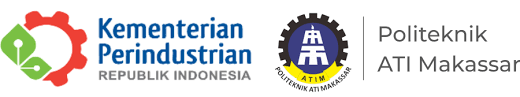 Kementerian
Perindustrian
REPUBLIK INDONESIA
ATIM
POLITEKNIK ATI MAKASSAR
Politeknik
ATI Makassar